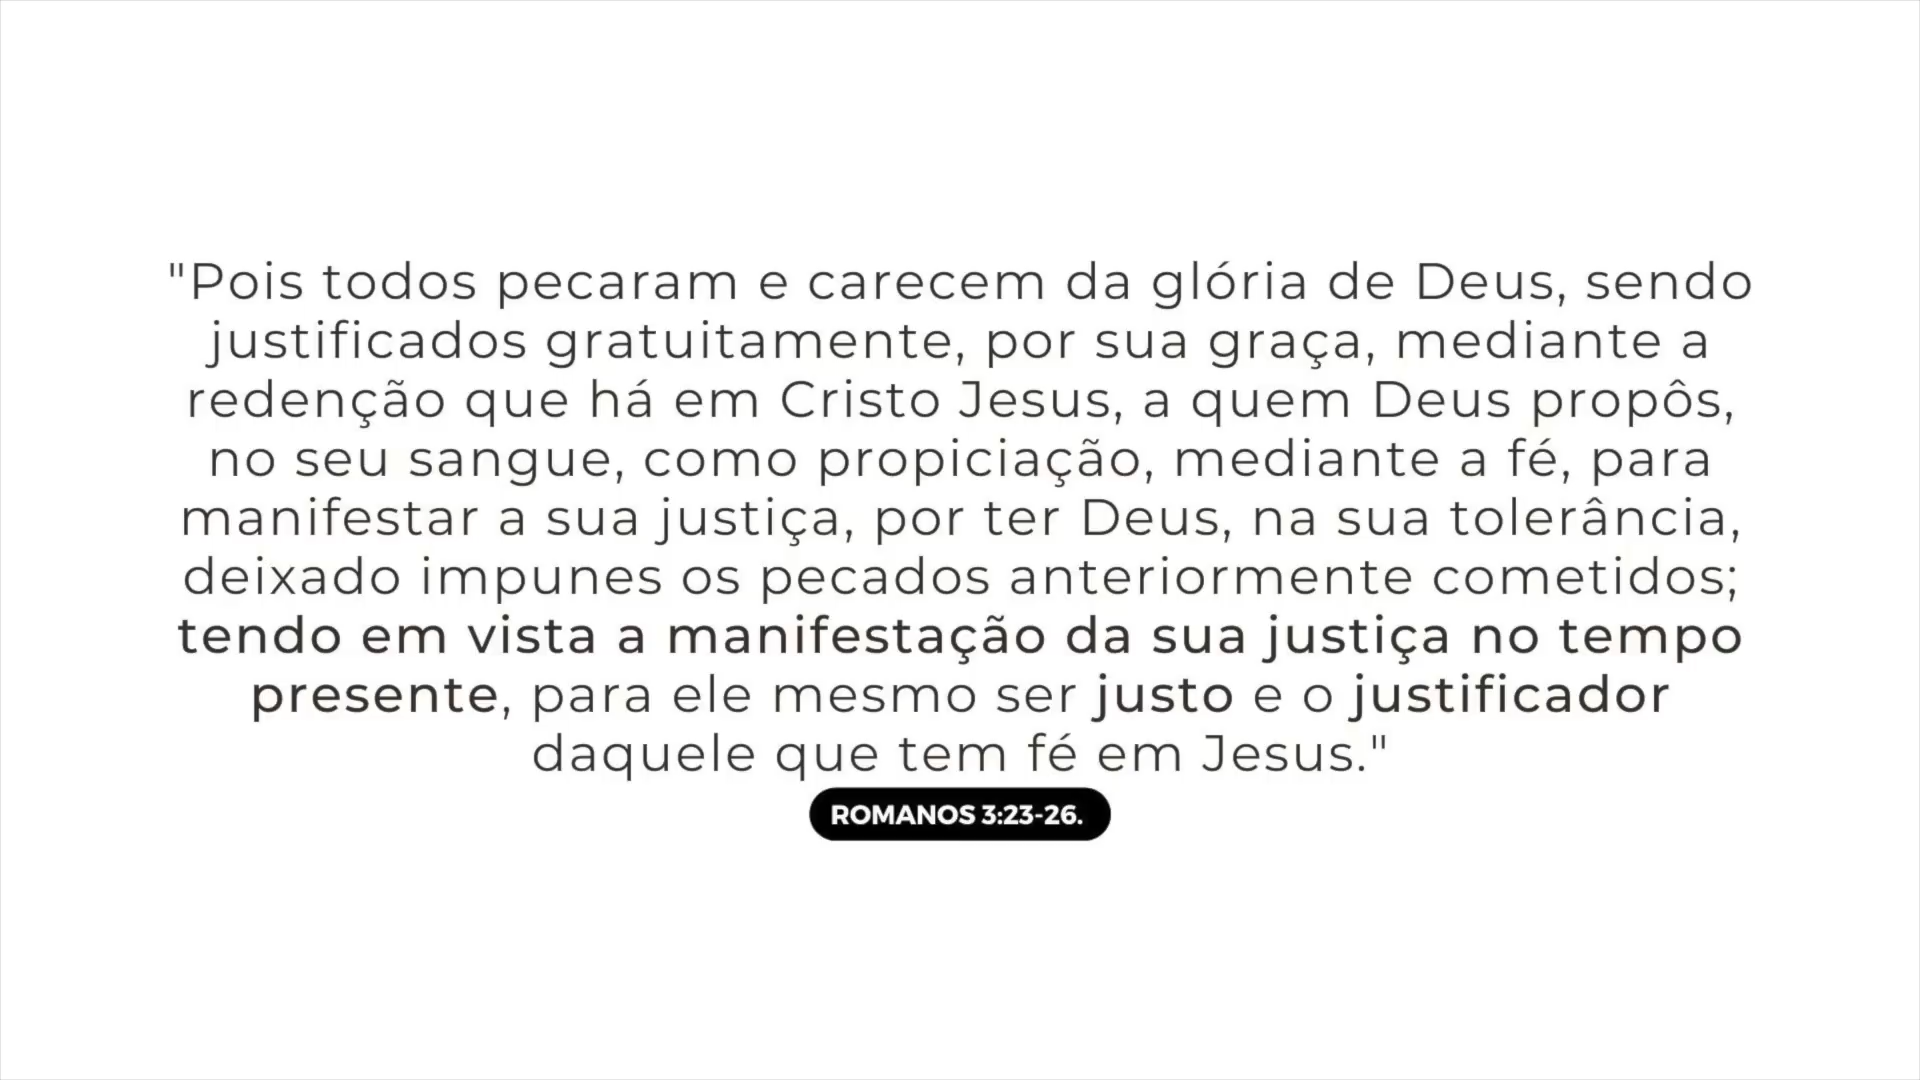 "Pois todos pecaram e carecem da glória de Deus, sendo
justificados gratuitamente, por sua graça, mediante a
redenção que há em Cristo Jesus, a quem Deus propôs,
no seu sangue, como propiciação, mediante a fé, para
manifestar a sua justiça, por ter Deus, na sua tolerância,
deixado impunes os pecados anteriormente cometidos;
tendo em vista a manifestação da sua justiça no tempo
presente, para ele mesmo ser justo e o justificador
daquele que tem fé em Jesus."
ROMANOS 3:23-26.